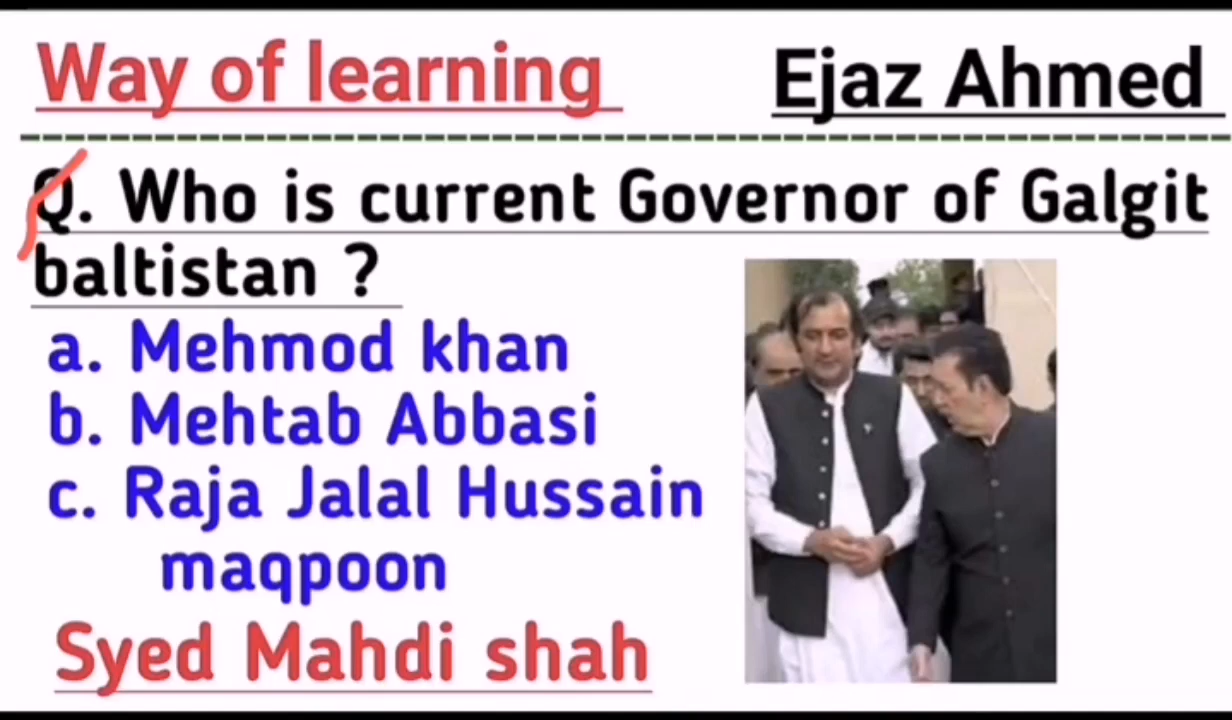 Way of learning
Ejaz Ahmed
Q. Who is current Governor of Galgit
baltistan ?
a. Mehmod khan
b. Mehtab Abbasi
c. Raja Jalal Hussain
maqpoon
Syed Mahdi shah